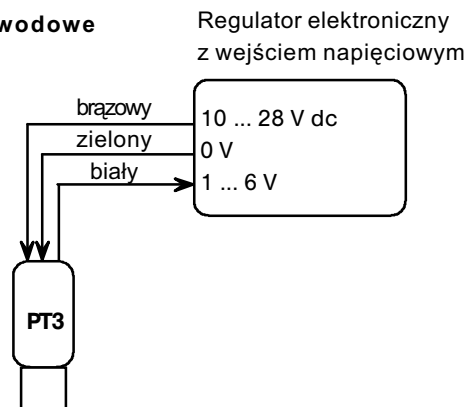 wodowe
Regulator elektroniczny
z wejściem napięciowym
brązowy
10 ... 28 V dc
zielony
0 V
biały
1 ... 6 V
PT3